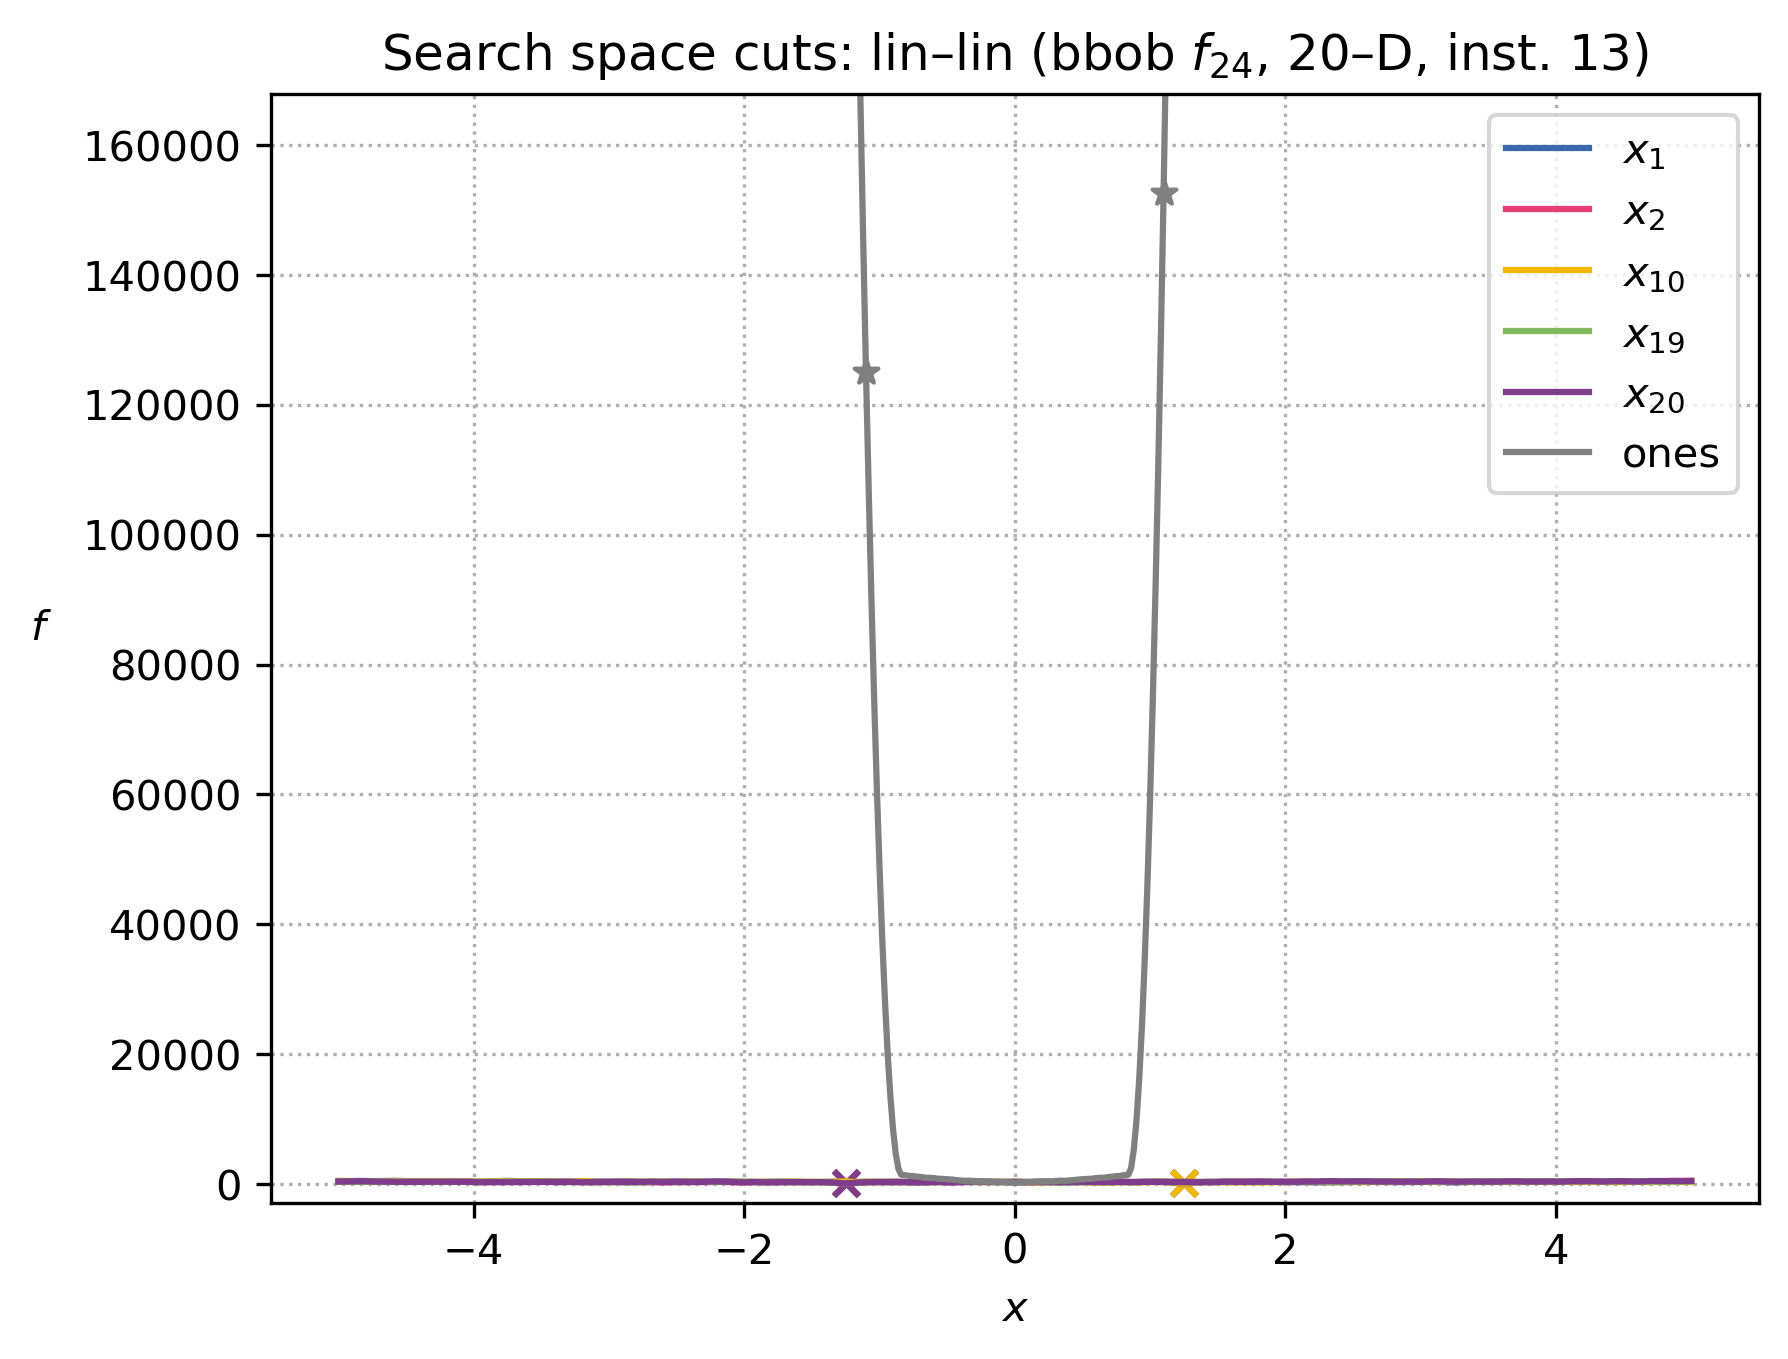 Search space cuts: lin–lin (bbob f₂₄, 20–D, inst. 13)
160000
140000
120000
100000
80000
60000
40000
20000
0
f
−4
−2
0
2
4
x
x₁
x₂
x₁₀
x₁₉
x₂₀
ones